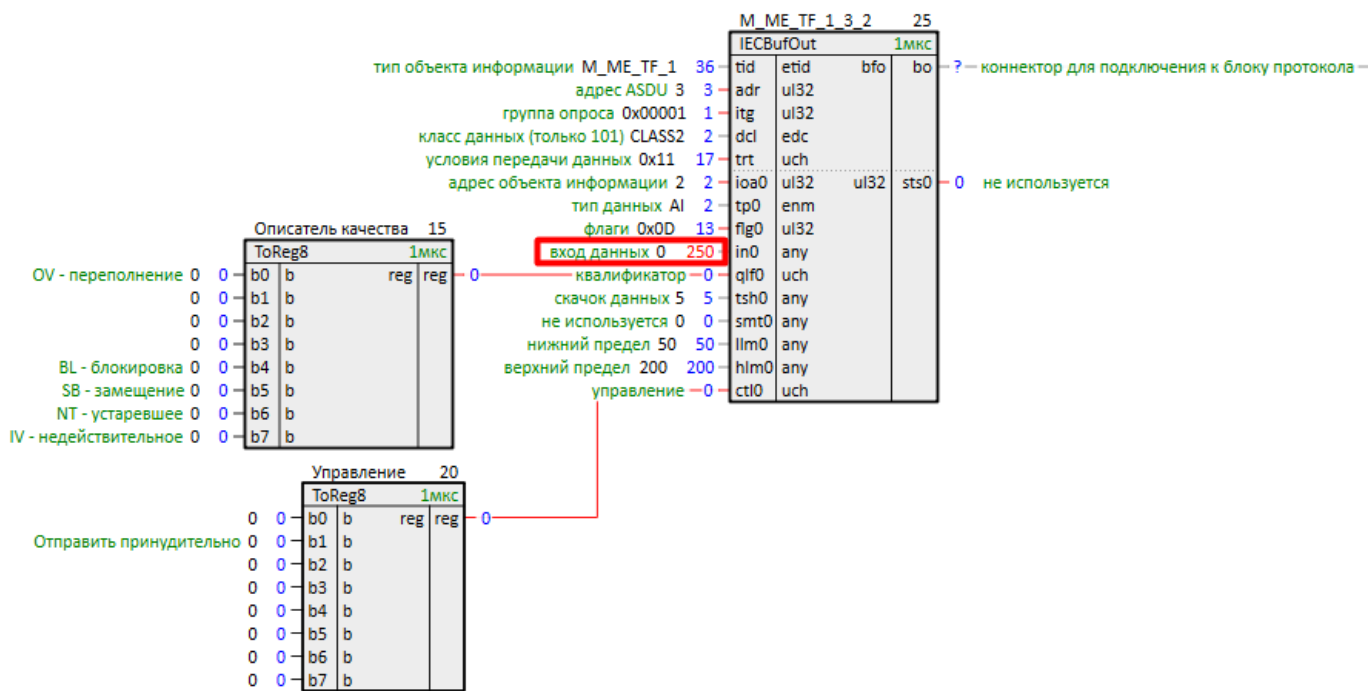 M_ME_TF_1_3_2 25
IECBufOut 1мкс
тип объекта информации M_ME_TF_1 36 tid etid bfo bo ? коннектор для подключения к блоку протокола
адрес ASDU 3 3 adr ul32
группа опроса 0x00001 1 itg ul32
класс данных (только 101) CLASS2 2 dcl edc
условия передачи данных 0x11 17 trt uch
адрес объекта информации 2 2 ioa0 ul32 ul32 sts0 0 не используется
тип данных AI 2 tp0 enm
флаги 0x0D 13 flg0 ul32
вход данных 0 250 in0 any
квалификатор 0 qlf0 uch
скачок данных 5 5 tsh0 any
не используется 0 0 smt0 any
нижний предел 50 50 llm0 any
верхний предел 200 200 hlm0 any
управление 0 ctl0 uch
Описатель качества 15
ToReg8 1мкс
OV - переполнение 0 0 b0 b reg reg 0
0 0 b1 b
0 0 b2 b
0 0 b3 b
BL - блокировка 0 0 b4 b
SB - замещение 0 0 b5 b
NT - устаревшее 0 0 b6 b
IV - недействительное 0 0 b7 b
Управление 20
ToReg8 1мкс
0 0 b0 b reg reg 0
Отправить принудительно 0 0 b1 b
0 0 b2 b
0 0 b3 b
0 0 b4 b
0 0 b5 b
0 0 b6 b
0 0 b7 b